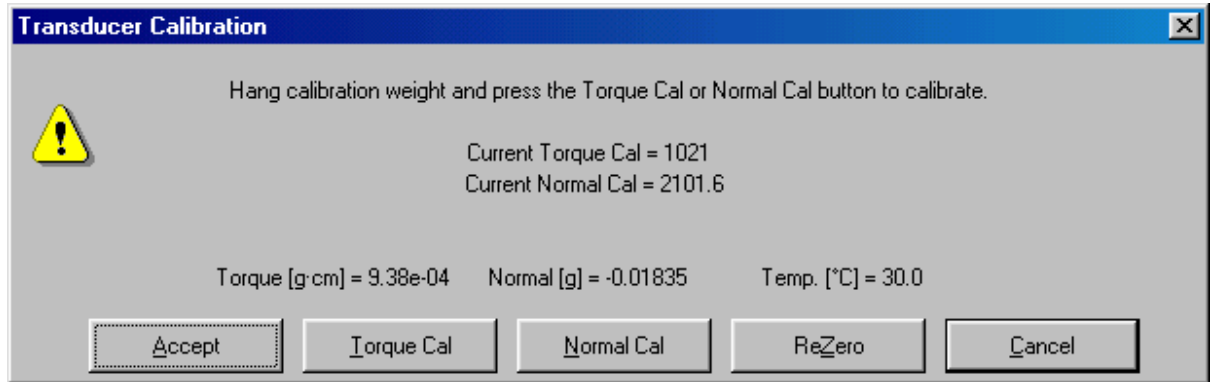 Transducer Calibration
Hang calibration weight and press the Torque Cal or Normal Cal button to calibrate.
Current Torque Cal = 1021
Current Normal Cal = 2101.6
Torque [g·cm] = 9.38e-04 Normal [g] = -0.01835 Temp. [°C] = 30.0
Accept Torque Cal Normal Cal ReZero Cancel